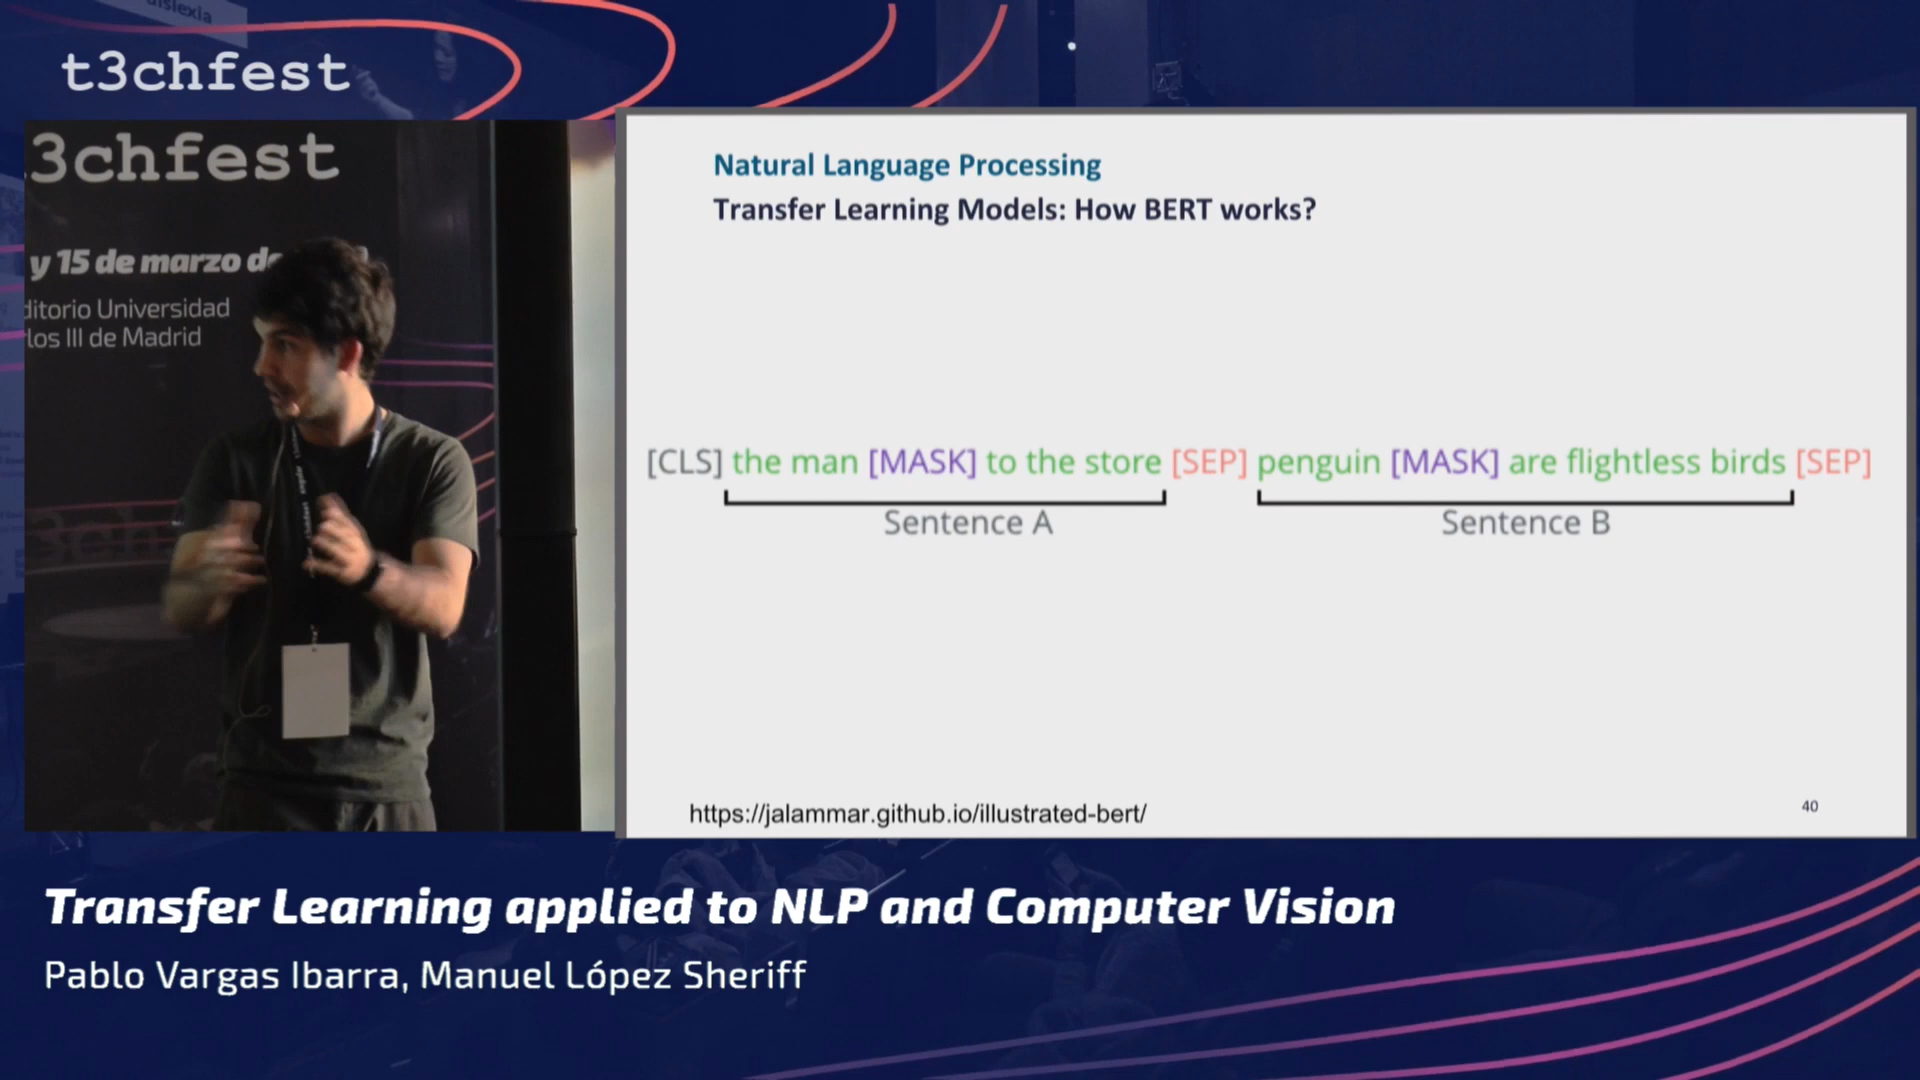 islexia
t3chfest
3chfest
y 15 de marzo de
ditorio Universidad
los III de Madrid
Natural Language Processing
Transfer Learning Models: How BERT works?
[CLS] the man [MASK] to the store [SEP] penguin [MASK] are flightless birds [SEP]
Sentence A Sentence B
https://jalammar.github.io/illustrated-bert/
40
Transfer Learning applied to NLP and Computer Vision
Pablo Vargas Ibarra, Manuel López Sheriff